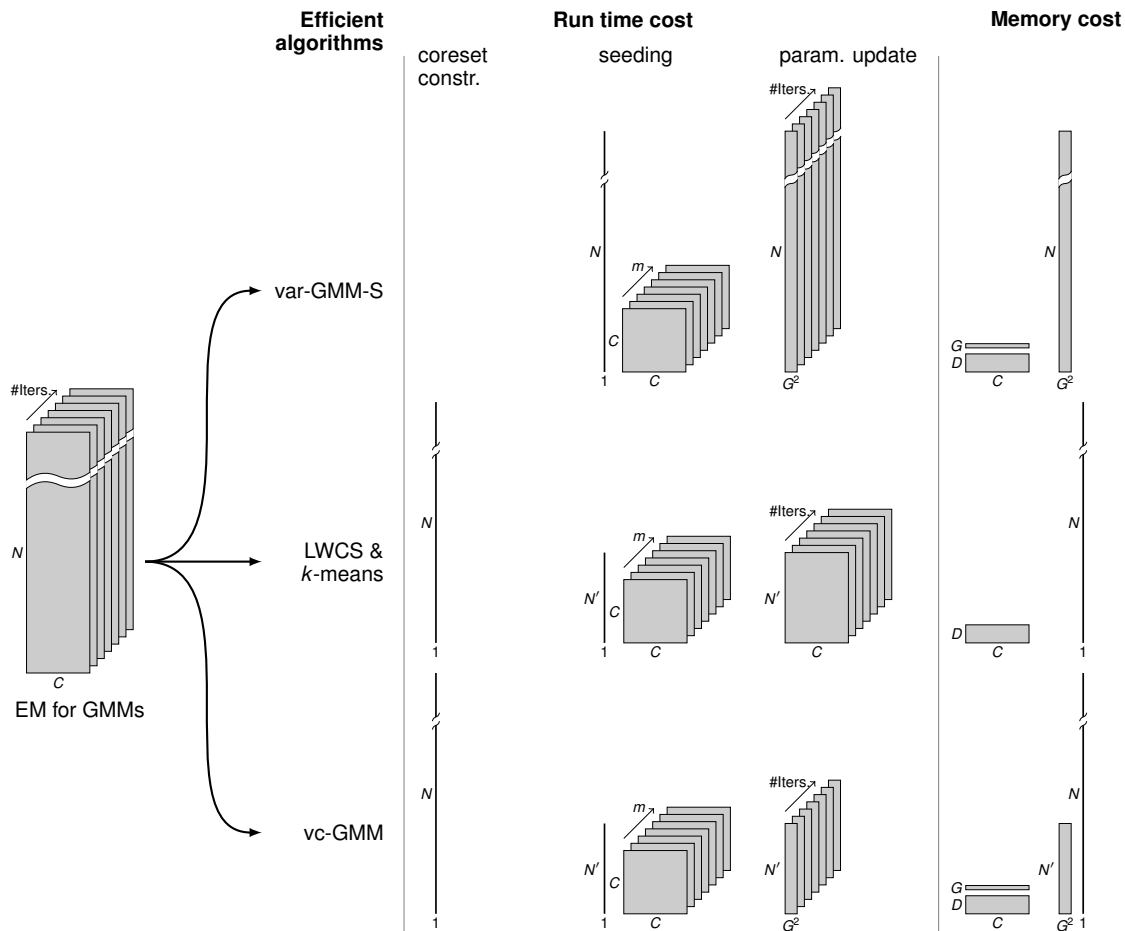 Efficient
algorithms
Run time cost
Memory cost
coreset
constr.
seeding
param. update
#Iters.
N
m
N
N
var-GMM-S
C
G
D
1
C
G²
C
G²
#Iters.
N
C
EM for GMMs
N
#Iters.
N
m
LWCS &
k-means
N′
C
N′
D
1
1
C
C
C
1
N
#Iters.
N
m
vc-GMM
N′
C
N′
G
D
N′
1
1
C
G²
C
G² 1